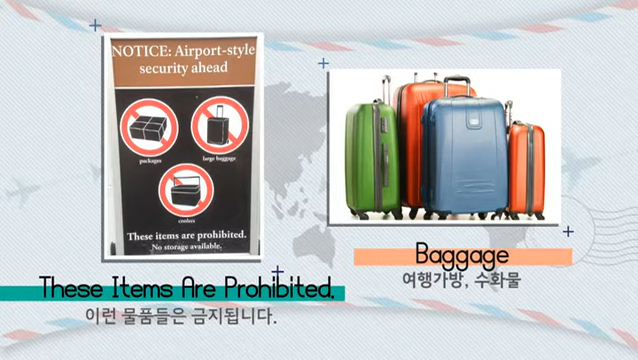 NOTICE: Airport-style
security ahead
packages
large baggage
coolers
These items are prohibited.
No storage available.
Baggage
여행가방, 수화물
These Items Are Prohibited.
이런 물품들은 금지됩니다.